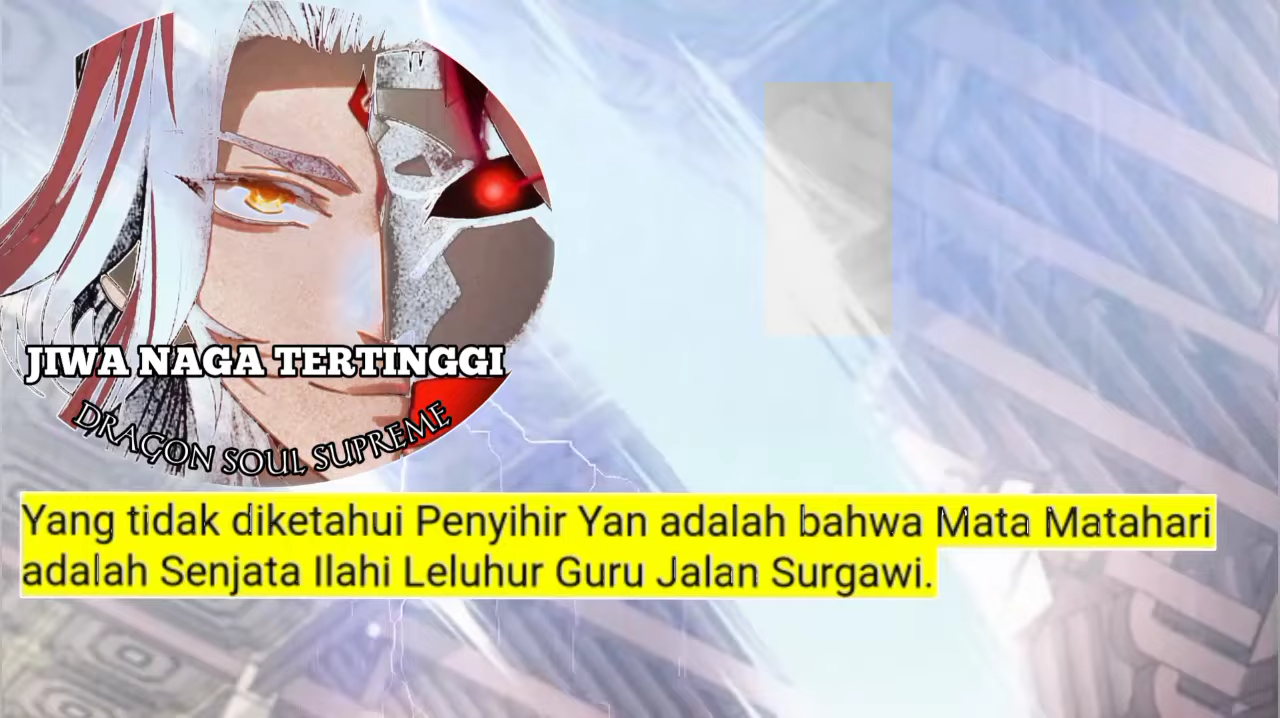 JIWA NAGA TERTINGGI
DRAGON SOUL SUPREME
Yang tidak diketahui Penyihir Yan adalah bahwa Mata Matahari
adalah Senjata Ilahi Leluhur Guru Jalan Surgawi.